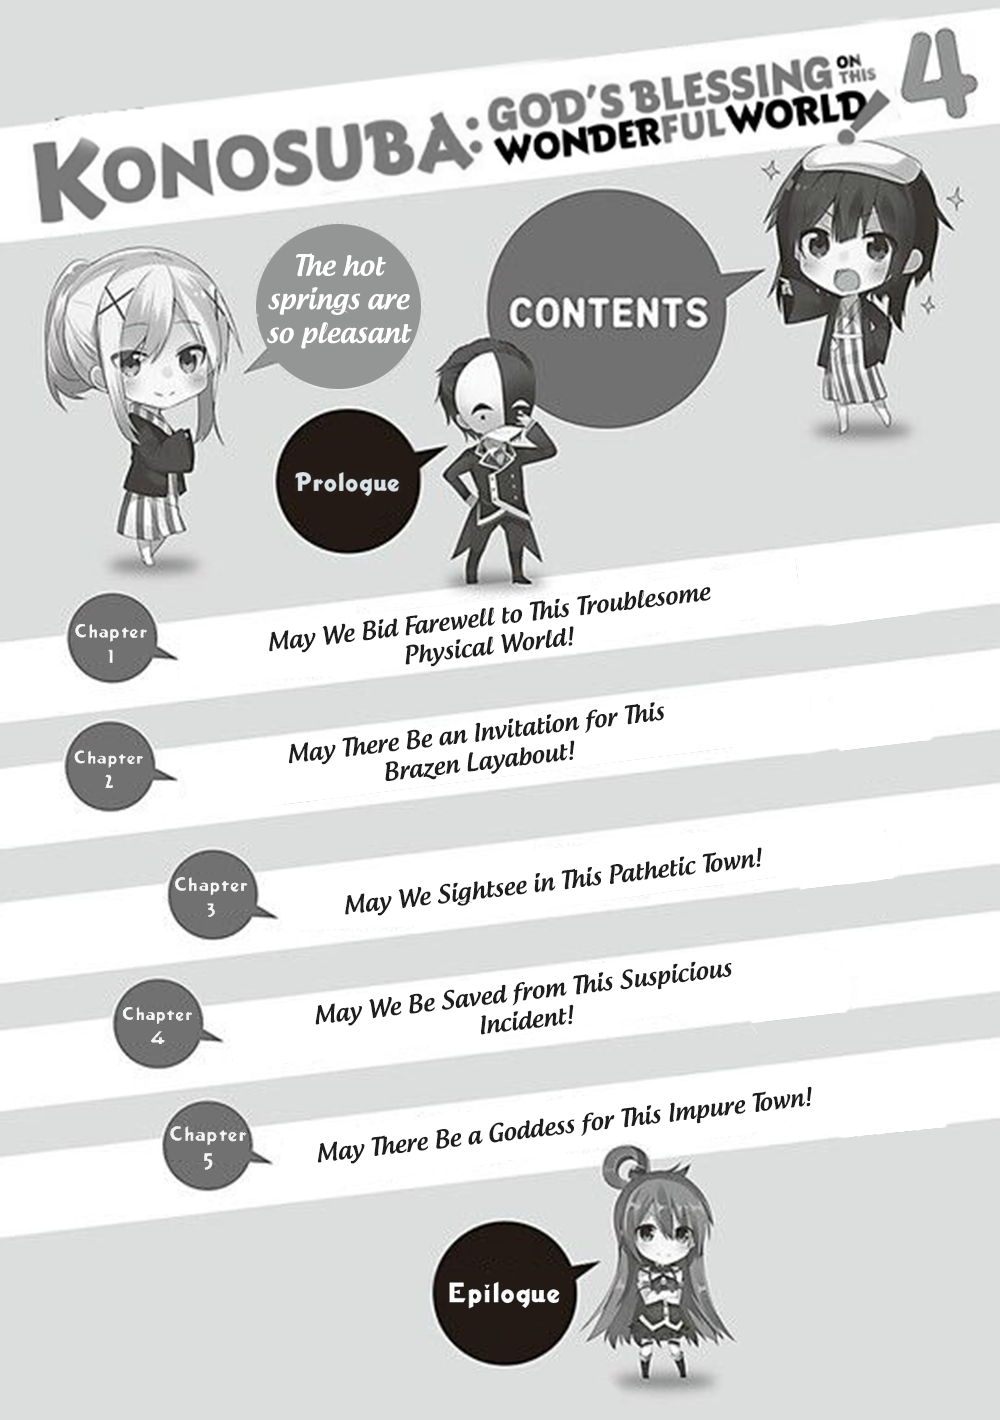 KONOSUBA: GOD'S BLESSING ON THIS
WONDERFUL WORLD! 4
The hot
springs are
so pleasant
CONTENTS
Prologue
Chapter
1
May We Bid Farewell to This Troublesome
Physical World!
Chapter
2
May There Be an Invitation for This
Brazen Layabout!
Chapter
3
May We Sightsee in This Pathetic Town!
Chapter
4
May We Be Saved from This Suspicious
Incident!
Chapter
5
May There Be a Goddess for This Impure Town!
Epilogue